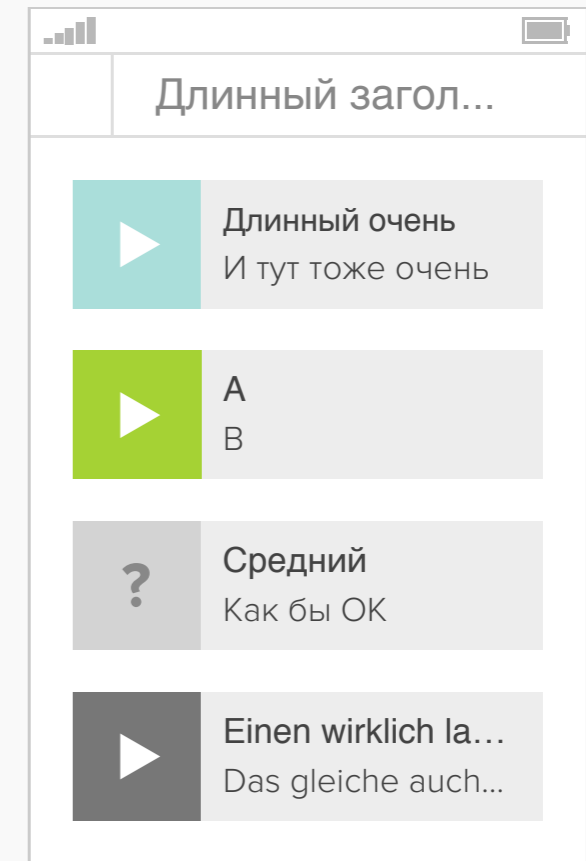 Длинный загол...
Длинный очень
И тут тоже очень
А
В
?
Средний
Как бы ОК
Einen wirklich la...
Das gleiche auch...